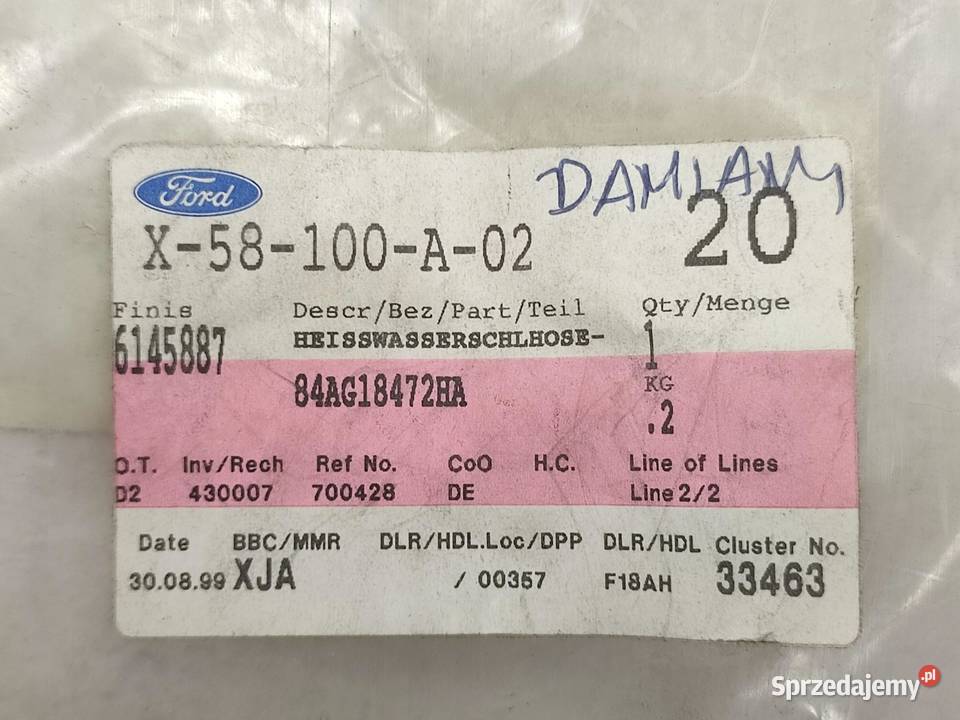 Ford
DAMIANY
X-58-100-A-02
20
Finis
Descr/Bez/Part/Teil
Qty/Menge
6145887
HEISSWASSERSCHLHOSE-
1
84AG18472HA
KG
.2
O.T. Inv/Rech Ref No. CoO H.C. Line of Lines
D2 430007 700428 DE Line 2/2
Date BBC/MMR DLR/HDL.Loc/DPP DLR/HDL Cluster No.
30.08.99 XJA / 00357 F18AH 33463
Sprzedajemy.pl